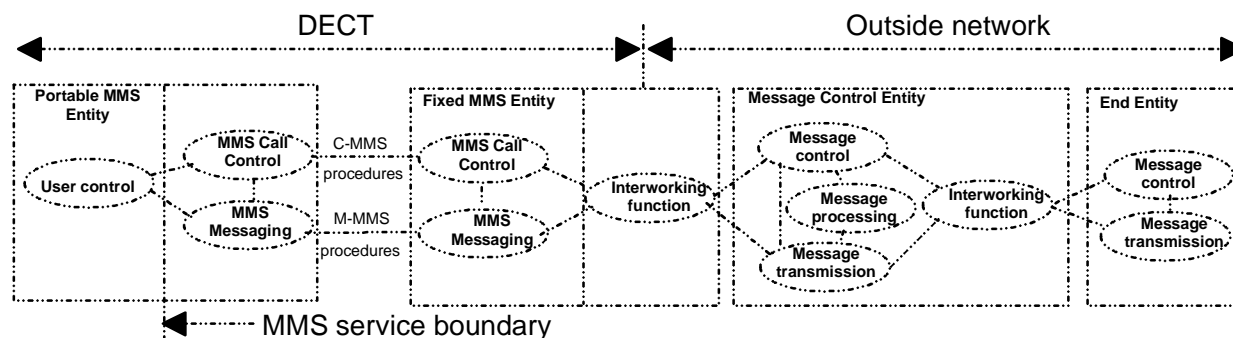 DECT
Outside network
Portable MMS
Entity
Fixed MMS Entity
Message Control Entity
End Entity
User control
MMS Call
Control
MMS
Messaging
C-MMS
procedures
M-MMS
procedures
MMS Call
Control
MMS
Messaging
Interworking
function
Message
control
Message
processing
Message
transmission
Interworking
function
Message
control
Message
transmission
MMS service boundary